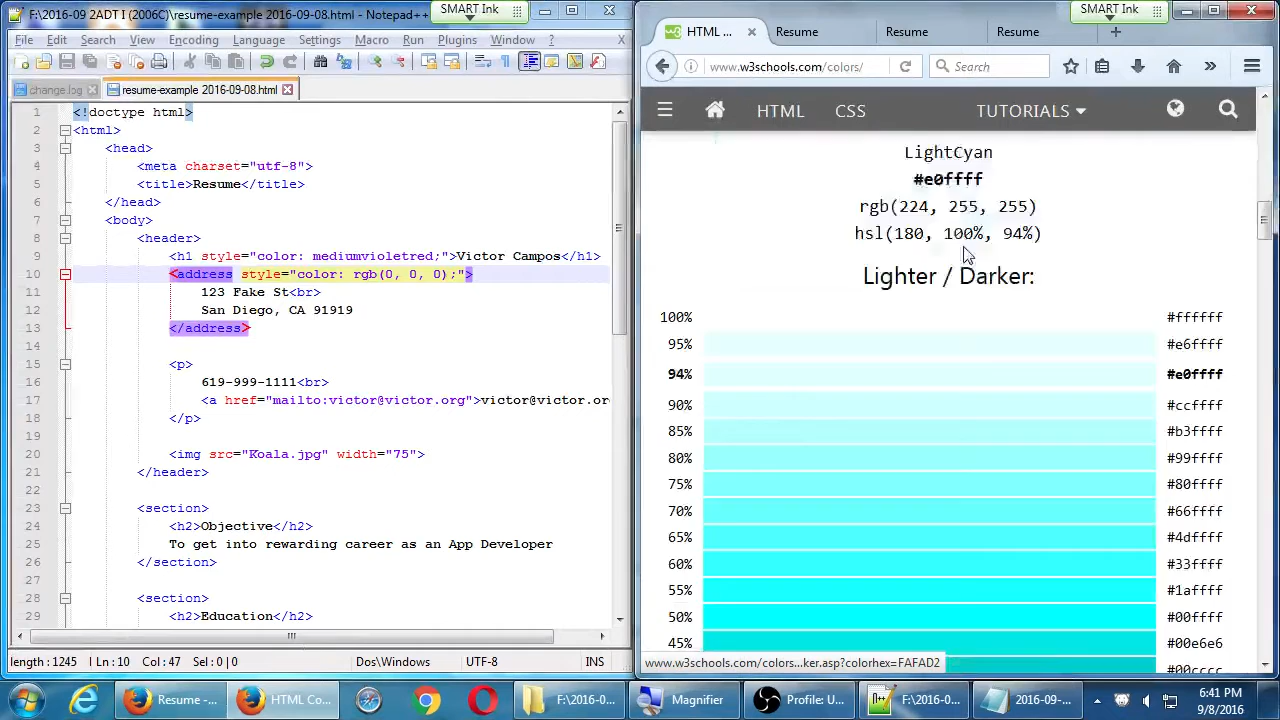 F:\2016-09 2ADT I (2006C)\resume-example 2016-09-08.html - Notepad++
SMART Ink
File Edit Search View Encoding Language Settings Macro Run Plugins Window ? X
change.log
resume-example 2016-09-08.html
1 <!doctype html>
2 <html>
3 <head>
4 <meta charset="utf-8">
5 <title>Resume</title>
6 </head>
7 <body>
8 <header>
9 <h1 style="color: mediumvioletred;">Victor Campos</h1>
10 <address style="color: rgb(0, 0, 0);">
11 123 Fake St<br>
12 San Diego, CA 91919
13 </address>
14
15 <p>
16 619-999-1111<br>
17 <a href="mailto:victor@victor.org">victor@victor.or
18 </p>
19
20 <img src="Koala.jpg" width="75">
21 </header>
22
23 <section>
24 <h2>Objective</h2>
25 To get into rewarding career as an App Developer
26 </section>
27
28 <section>
29 <h2>Education</h2>
length : 1245 Ln : 10 Col : 47 Sel : 0 | 0 Dos\Windows UTF-8 INS
SMART Ink
HTML ...
Resume
Resume
Resume
www.w3schools.com/colors/
Search
HTML CSS TUTORIALS
LightCyan
#e0ffff
rgb(224, 255, 255)
hsl(180, 100%, 94%)
Lighter / Darker:
100% #ffffff
95% #e6ffff
94% #e0ffff
90% #ccffff
85% #b3ffff
80% #99ffff
75% #80ffff
70% #66ffff
65% #4dffff
60% #33ffff
55% #1affff
50% #00ffff
45% #00e6e6
#00cccc
www.w3schools.com/colors...ker.asp?colorhex=FAFAD2
Resume -...
HTML Co...
F:\2016-0...
Magnifier
Profile: U...
F:\2016-0...
2016-09-...
6:41 PM
9/8/2016